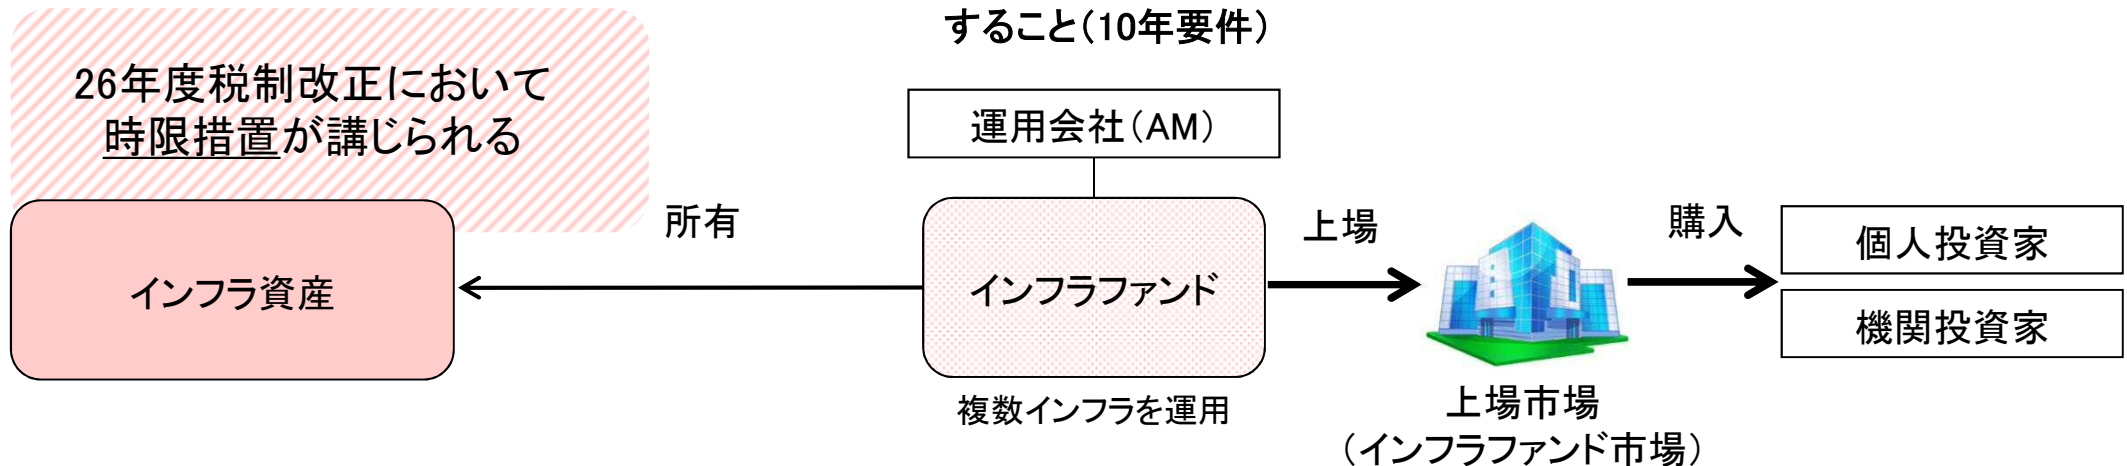 すること（10年要件）
26年度税制改正において
時限措置が講じられる
運用会社（AM）
所有
上場
購入
個人投資家
インフラ資産
インフラファンド
機関投資家
複数インフラを運用
上場市場
（インフラファンド市場）